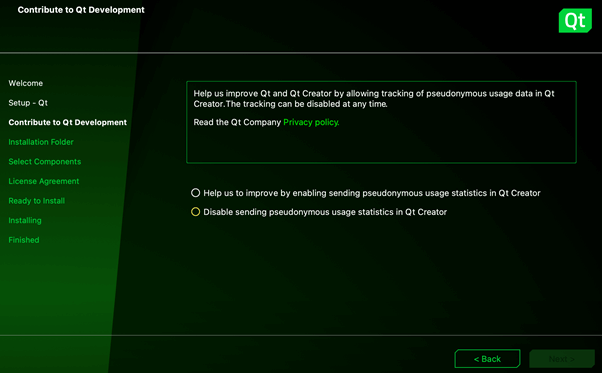 Contribute to Qt Development
Qt
Welcome
Setup - Qt
Contribute to Qt Development
Installation Folder
Select Components
License Agreement
Ready to Install
Installing
Finished
Help us improve Qt and Qt Creator by allowing tracking of pseudonymous usage data in Qt
Creator.The tracking can be disabled at any time.
Read the Qt Company Privacy policy.
Help us to improve by enabling sending pseudonymous usage statistics in Qt Creator
Disable sending pseudonymous usage statistics in Qt Creator
< Back
Next >